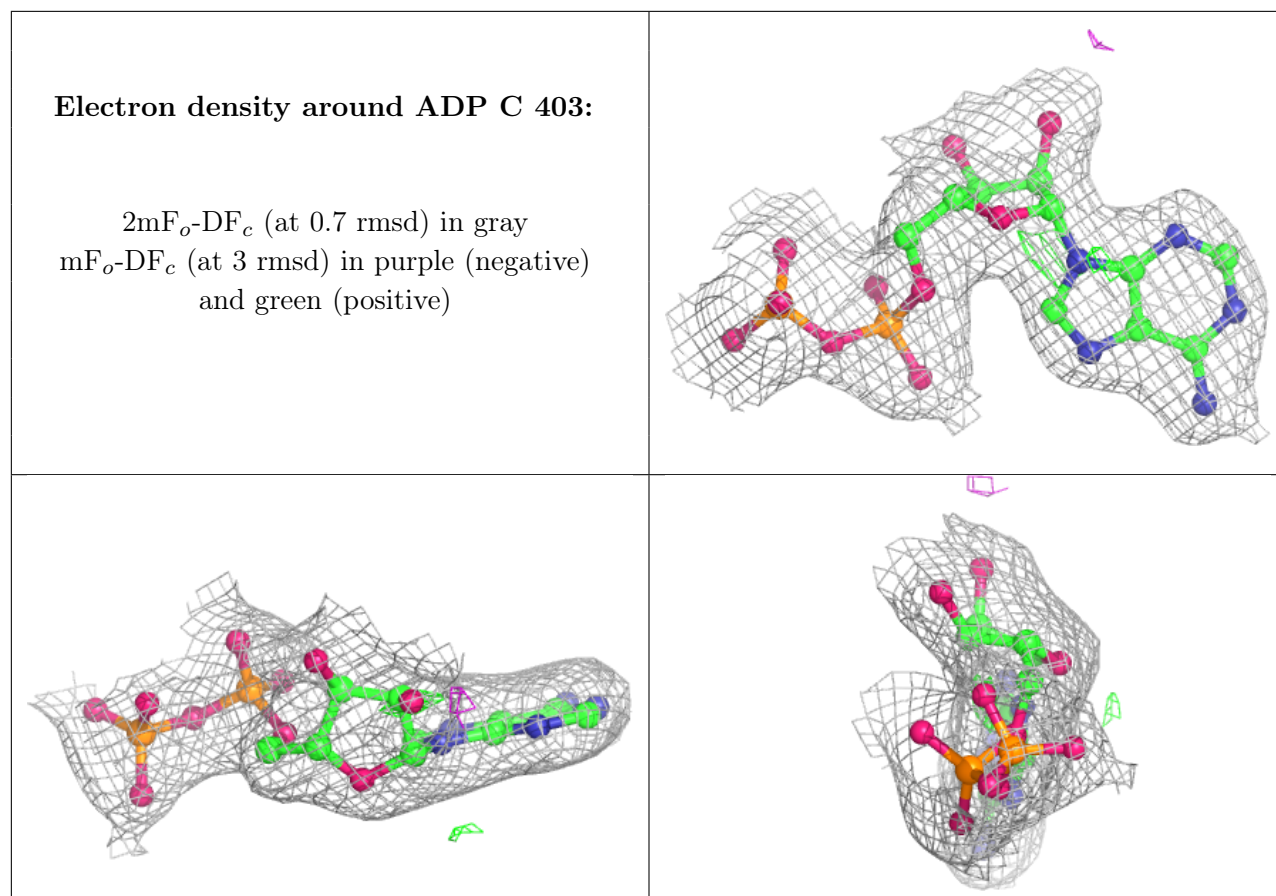 Electron density around ADP C 403:
2mFo-DFc (at 0.7 rmsd) in gray
mFo-DFc (at 3 rmsd) in purple (negative)
and green (positive)